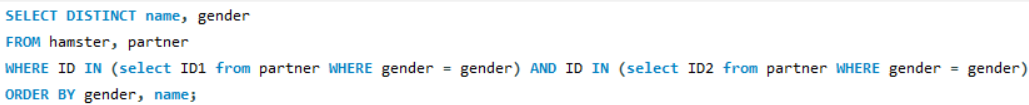 SELECT DISTINCT name, gender
FROM hamster, partner
WHERE ID IN (select ID1 from partner WHERE gender = gender) AND ID IN (select ID2 from partner WHERE gender = gender)
ORDER BY gender, name;